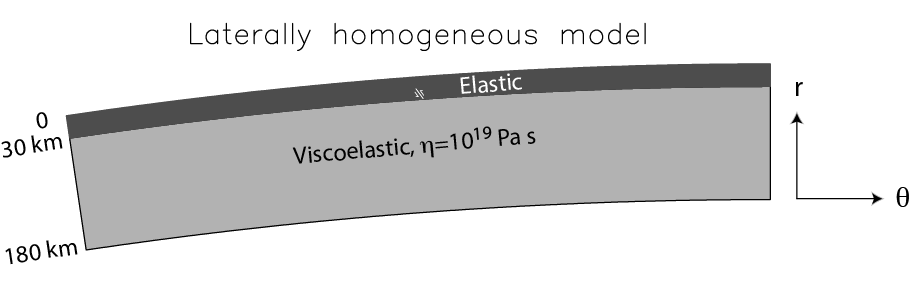 Laterally homogeneous model
Elastic
r
0
30 km
Viscoelastic, η=10¹⁹ Pa s
θ
180 km